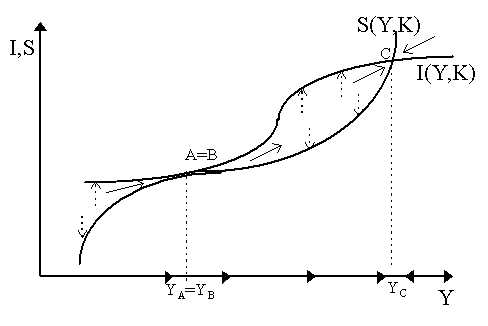 S(Y,K)
I,S
C
I(Y,K)
A=B
Y_A=Y_B
Y_C
Y